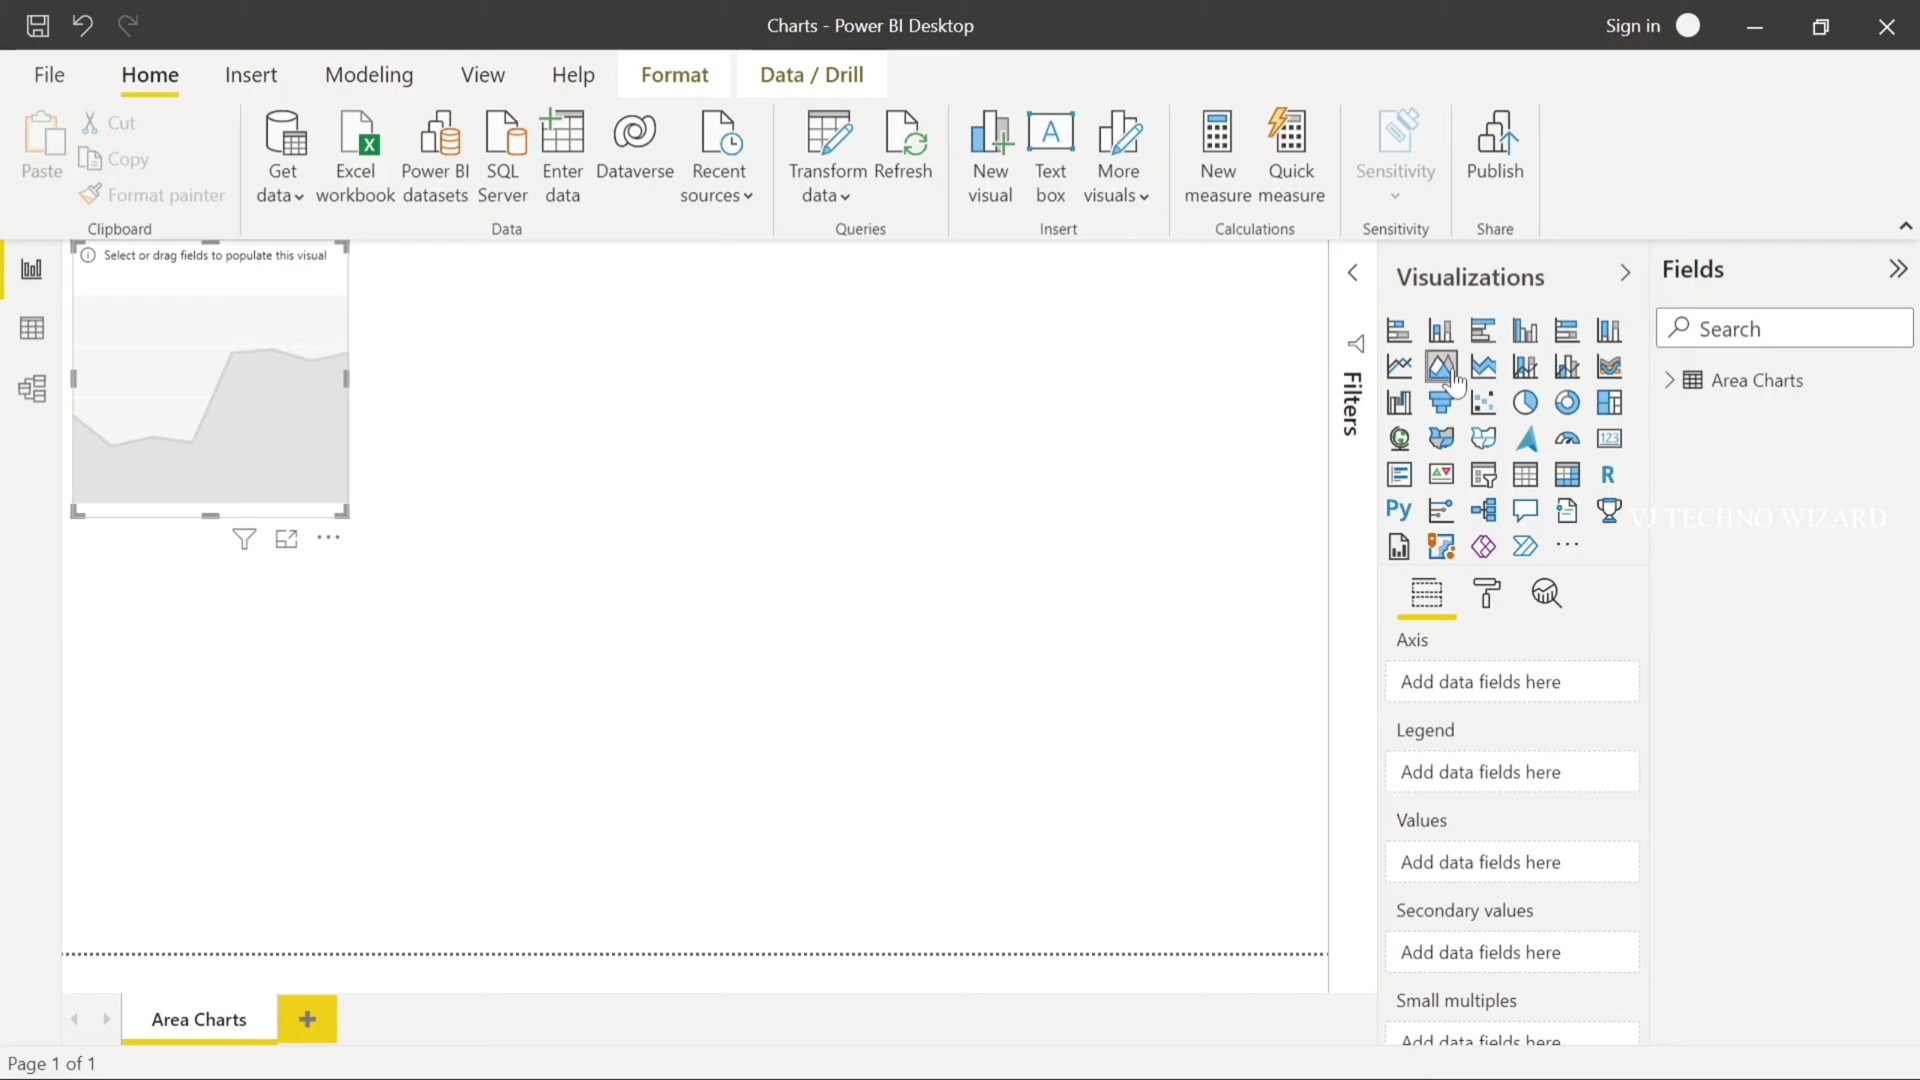 Charts - Power BI Desktop
Sign in
File Home Insert Modeling View Help Format Data / Drill
Paste
Cut
Copy
Format painter
Clipboard
Get data
Excel workbook
Power BI datasets
SQL Server
Enter data
Dataverse
Recent sources
Data
Transform data
Refresh
Queries
New visual
Text box
More visuals
Insert
New measure
Quick measure
Calculations
Sensitivity
Sensitivity
Publish
Share
Select or drag fields to populate this visual
Filters
Visualizations
123
R
Py
Axis
Add data fields here
Legend
Add data fields here
Values
Add data fields here
Secondary values
Add data fields here
Small multiples
Add data fields here
Fields
Search
Area Charts
VJ TECHNO WIZARD
Area Charts
Page 1 of 1